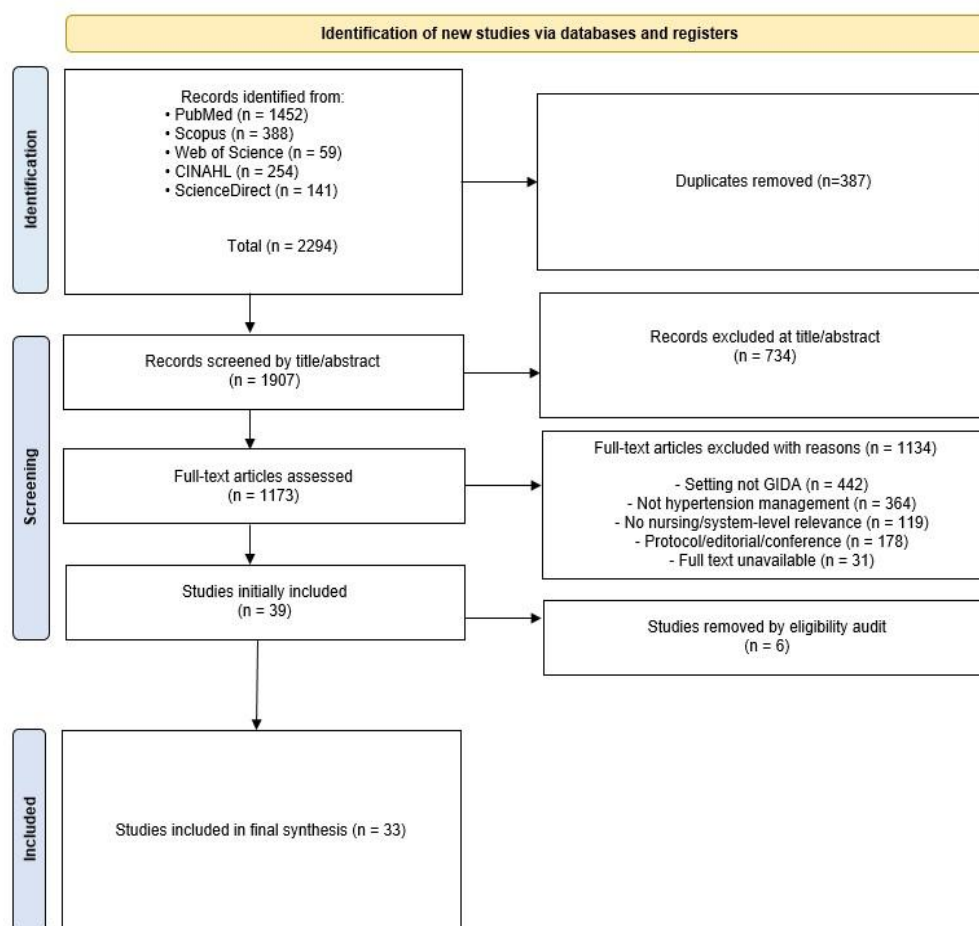 Identification of new studies via databases and registers
Identification
Records identified from:
• PubMed (n = 1452)
• Scopus (n = 388)
• Web of Science (n = 59)
• CINAHL (n = 254)
• ScienceDirect (n = 141)
Total (n = 2294)
Duplicates removed (n=387)
Screening
Records screened by title/abstract
(n = 1907)
Records excluded at title/abstract
(n = 734)
Full-text articles assessed
(n = 1173)
Full-text articles excluded with reasons (n = 1134)
- Setting not GIDA (n = 442)
- Not hypertension management (n = 364)
- No nursing/system-level relevance (n = 119)
- Protocol/editorial/conference (n = 178)
- Full text unavailable (n = 31)
Studies initially included
(n = 39)
Studies removed by eligibility audit
(n = 6)
Included
Studies included in final synthesis (n = 33)